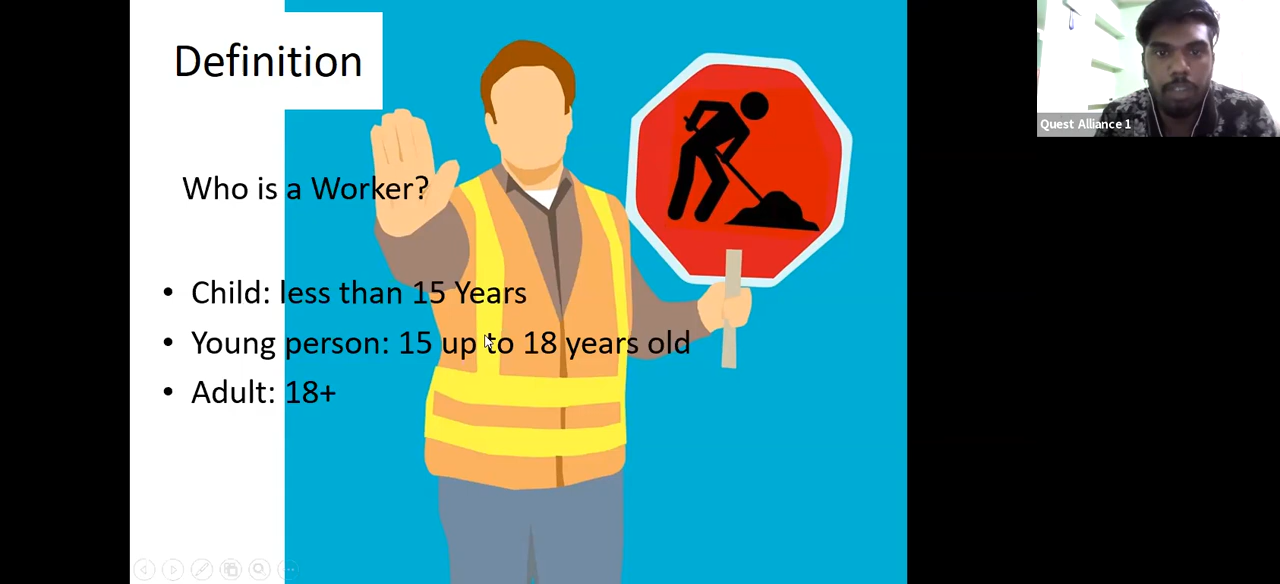 Definition
Quest Alliance 1
Who is a Worker?
• Child: less than 15 Years
• Young person: 15 up to 18 years old
• Adult: 18+